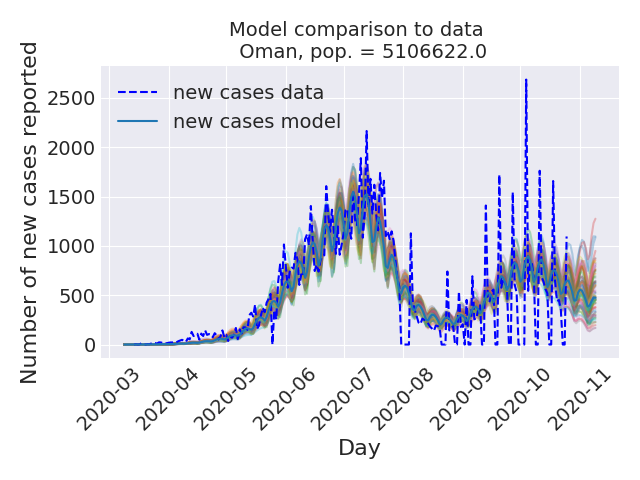 Model comparison to data
Oman, pop. = 5106622.0
Number of new cases reported
2500
2000
1500
1000
500
0
new cases data
new cases model
2020-03
2020-04
2020-05
2020-06
2020-07
2020-08
2020-09
2020-10
2020-11
Day